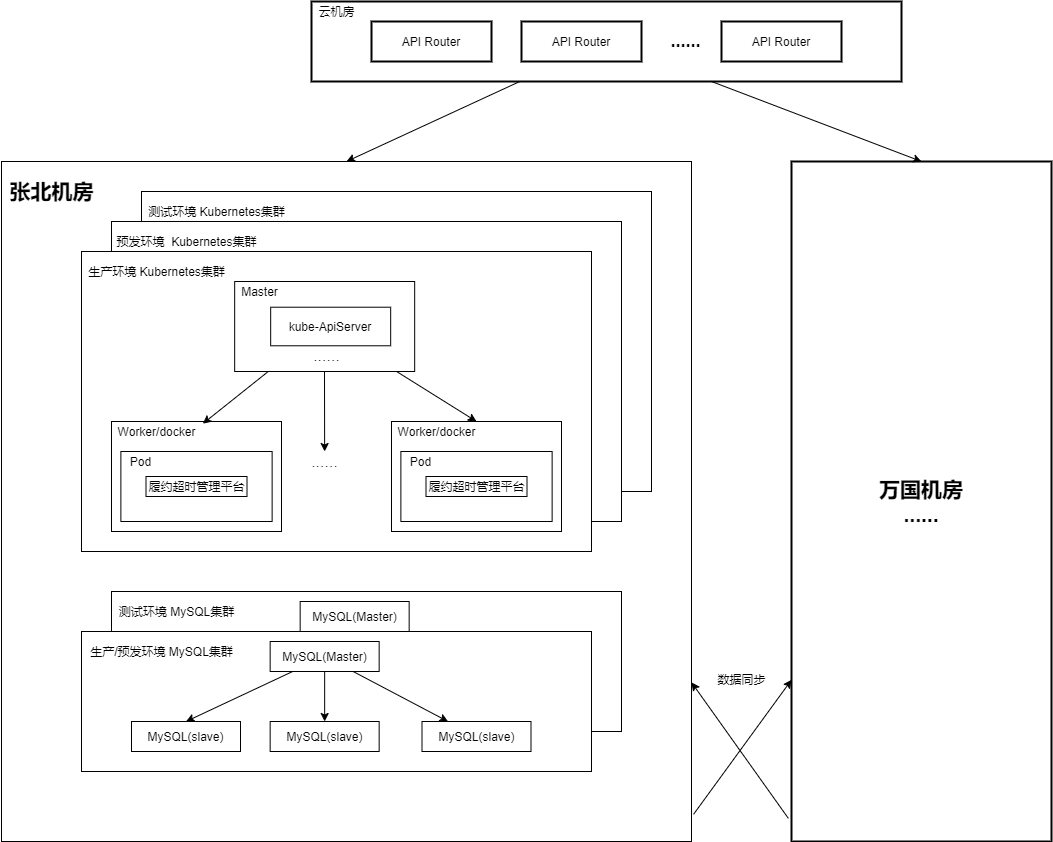 云机房
API Router
API Router
......
API Router
张北机房
测试环境 Kubernetes集群
预发环境 Kubernetes集群
生产环境 Kubernetes集群
Master
kube-ApiServer
......
Worker/docker
Pod
履约超时管理平台
......
Worker/docker
Pod
履约超时管理平台
万国机房
......
测试环境 MySQL集群
MySQL(Master)
生产/预发环境 MySQL集群
MySQL(Master)
MySQL(slave)
MySQL(slave)
MySQL(slave)
数据同步